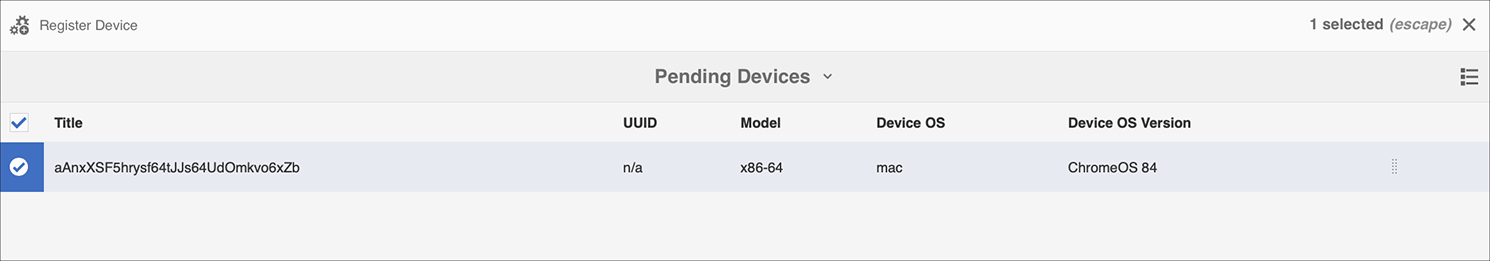 Register Device
1 selected (escape)
Pending Devices
Title UUID Model Device OS Device OS Version
aAnxXSF5hrysf64tJJs64UdOmkvo6xZb n/a x86-64 mac ChromeOS 84